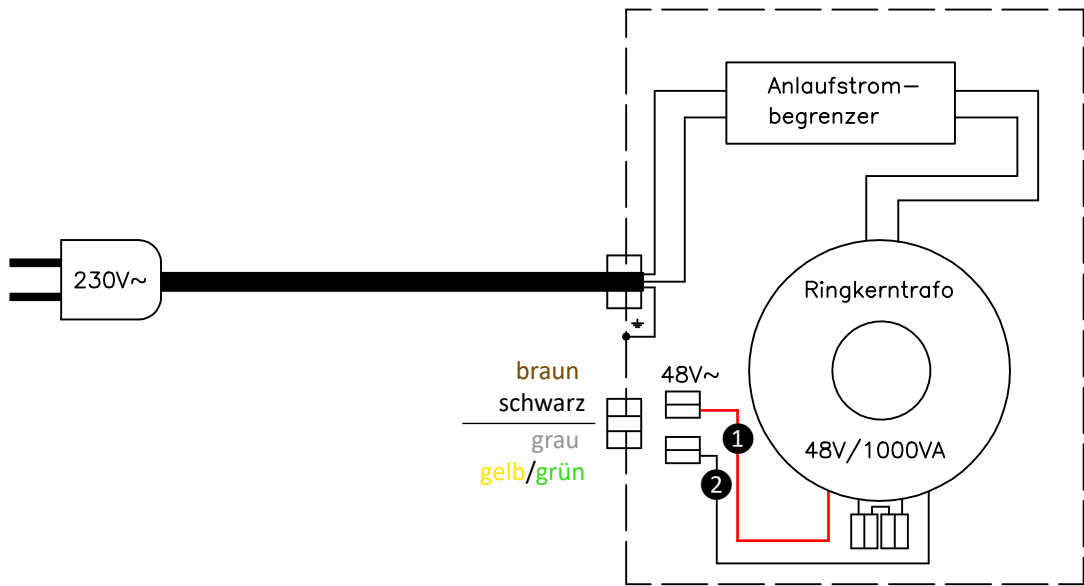 Anlaufstrom-
begrenzer
230V~
Ringkerntrafo
braun
schwarz
grau
gelb/grün
48V~
1
2
48V/1000VA